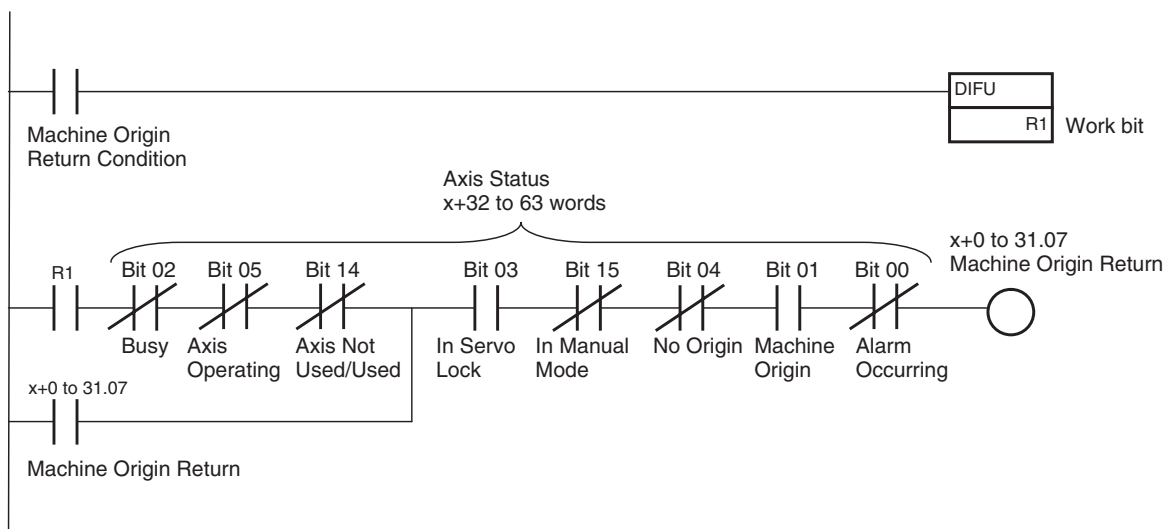 DIFU
R1 Work bit
Machine Origin
Return Condition
Axis Status
x+32 to 63 words
x+0 to 31.07
Machine Origin Return
R1 Bit 02 Bit 05 Bit 14 Bit 03 Bit 15 Bit 04 Bit 01 Bit 00
Busy Axis Axis Not In Servo In Manual No Origin Machine Alarm
Operating Used/Used Lock Mode Origin Occurring
x+0 to 31.07
Machine Origin Return